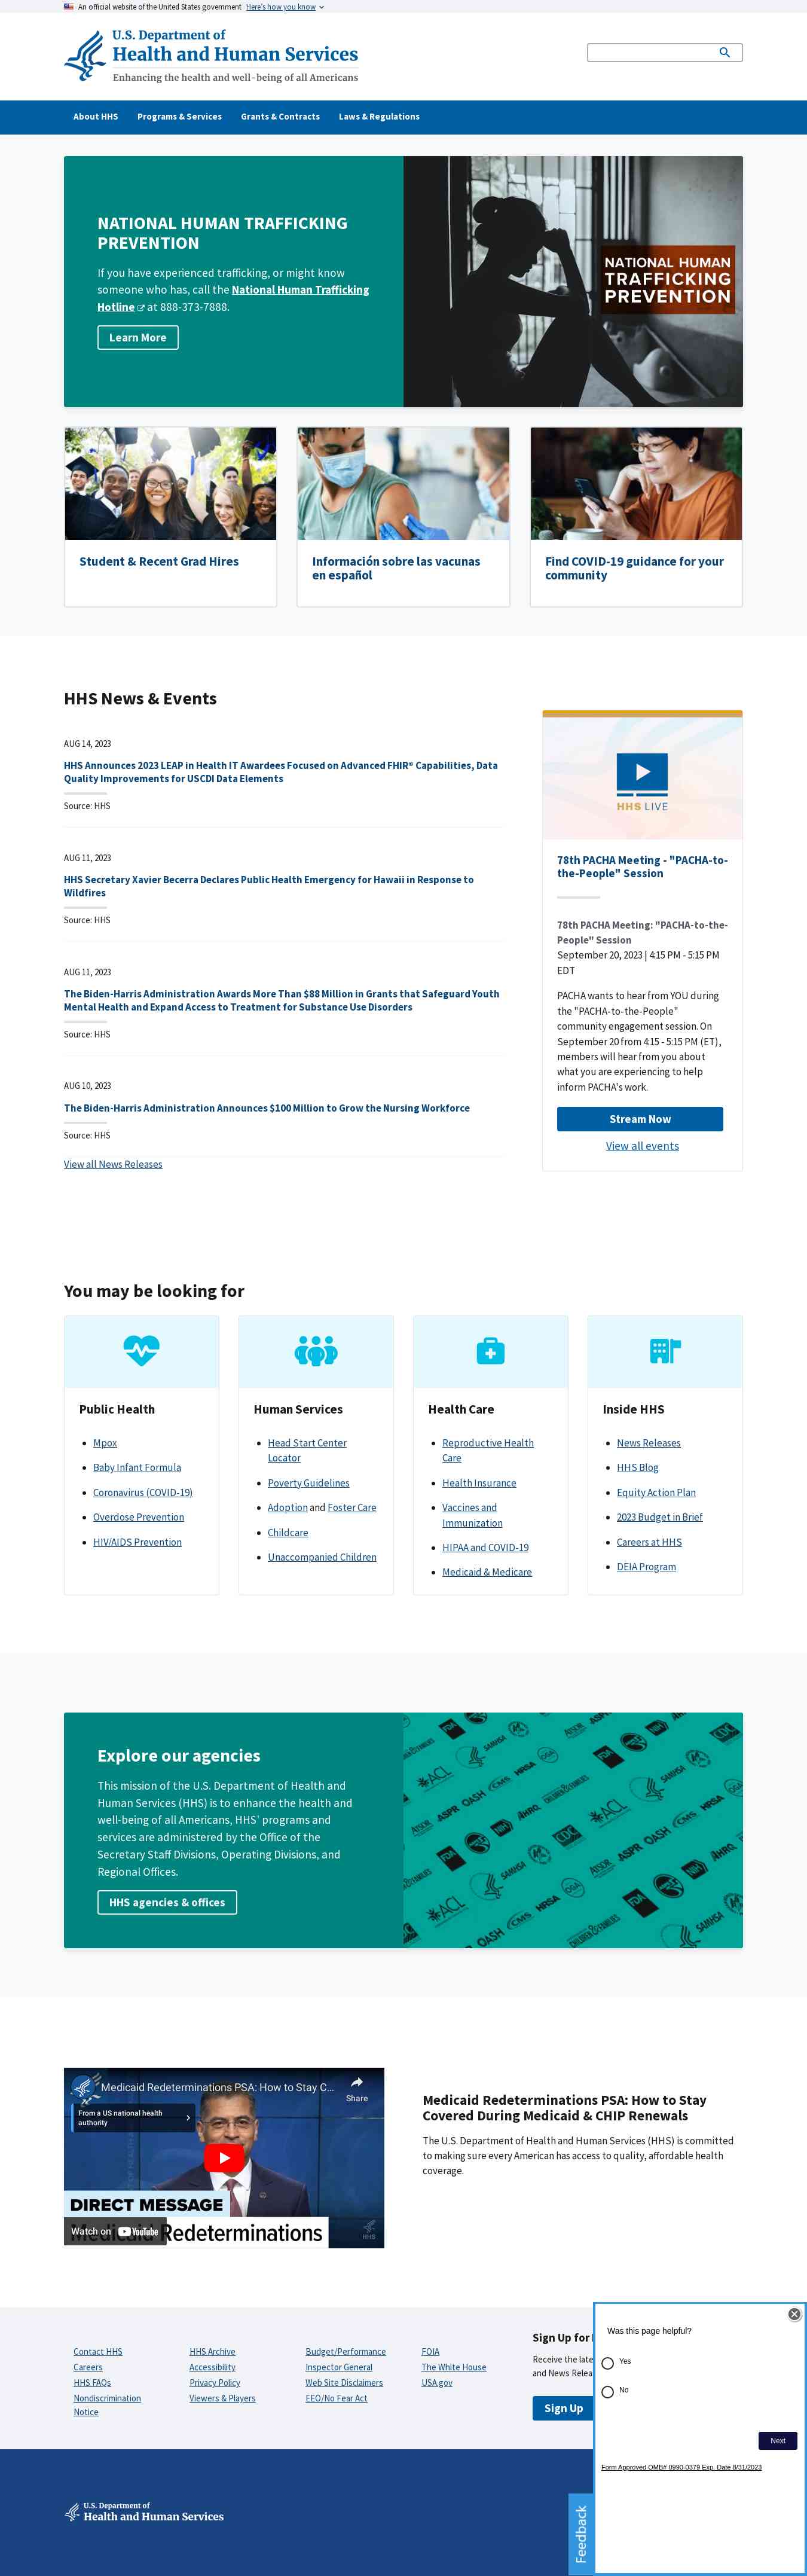 An official website of the United States government Here's how you know
U.S. Department of
Health and Human Services
Enhancing the health and well-being of all Americans
About HHS Programs & Services Grants & Contracts Laws & Regulations
NATIONAL HUMAN TRAFFICKING
PREVENTION
If you have experienced trafficking, or might know
someone who has, call the National Human Trafficking
Hotline at 888-373-7888.
Learn More
NATIONAL HUMAN
TRAFFICKING
PREVENTION
Student & Recent Grad Hires
Información sobre las vacunas
en español
Find COVID-19 guidance for your
community
HHS News & Events
AUG 14, 2023
HHS Announces 2023 LEAP in Health IT Awardees Focused on Advanced FHIR® Capabilities, Data
Quality Improvements for USCDI Data Elements
Source: HHS
AUG 11, 2023
HHS Secretary Xavier Becerra Declares Public Health Emergency for Hawaii in Response to
Wildfires
Source: HHS
AUG 11, 2023
The Biden-Harris Administration Awards More Than $88 Million in Grants that Safeguard Youth
Mental Health and Expand Access to Treatment for Substance Use Disorders
Source: HHS
AUG 10, 2023
The Biden-Harris Administration Announces $100 Million to Grow the Nursing Workforce
Source: HHS
View all News Releases
HHS LIVE
78th PACHA Meeting - "PACHA-to-
the-People" Session
78th PACHA Meeting: "PACHA-to-the-
People" Session
September 20, 2023 | 4:15 PM - 5:15 PM
EDT
PACHA wants to hear from YOU during
the "PACHA-to-the-People"
community engagement session. On
September 20 from 4:15 - 5:15 PM (ET),
members will hear from you about
what you are experiencing to help
inform PACHA's work.
Stream Now
View all events
You may be looking for
Public Health
Mpox
Baby Infant Formula
Coronavirus (COVID-19)
Overdose Prevention
HIV/AIDS Prevention
Human Services
Head Start Center
Locator
Poverty Guidelines
Adoption and Foster Care
Childcare
Unaccompanied Children
Health Care
Reproductive Health
Care
Health Insurance
Vaccines and
Immunization
HIPAA and COVID-19
Medicaid & Medicare
Inside HHS
News Releases
HHS Blog
Equity Action Plan
2023 Budget in Brief
Careers at HHS
DEIA Program
Explore our agencies
This mission of the U.S. Department of Health and
Human Services (HHS) is to enhance the health and
well-being of all Americans, HHS' programs and
services are administered by the Office of the
Secretary Staff Divisions, Operating Divisions, and
Regional Offices.
HHS agencies & offices
Medicaid Redeterminations PSA: How to Stay C...
Share
From a US national health
authority
DIRECT MESSAGE
Medicaid Redeterminations
Watch on YouTube
HHS
Medicaid Redeterminations PSA: How to Stay
Covered During Medicaid & CHIP Renewals
The U.S. Department of Health and Human Services (HHS) is committed
to making sure every American has access to quality, affordable health
coverage.
Contact HHS
Careers
HHS FAQs
Nondiscrimination
Notice
HHS Archive
Accessibility
Privacy Policy
Viewers & Players
Budget/Performance
Inspector General
Web Site Disclaimers
EEO/No Fear Act
FOIA
The White House
USA.gov
Sign Up for
Receive the late
and News Relea
Sign Up
U.S. Department of
Health and Human Services
Was this page helpful?
Yes
No
Next
Form Approved OMB# 0990-0379 Exp. Date 8/31/2023
Feedback